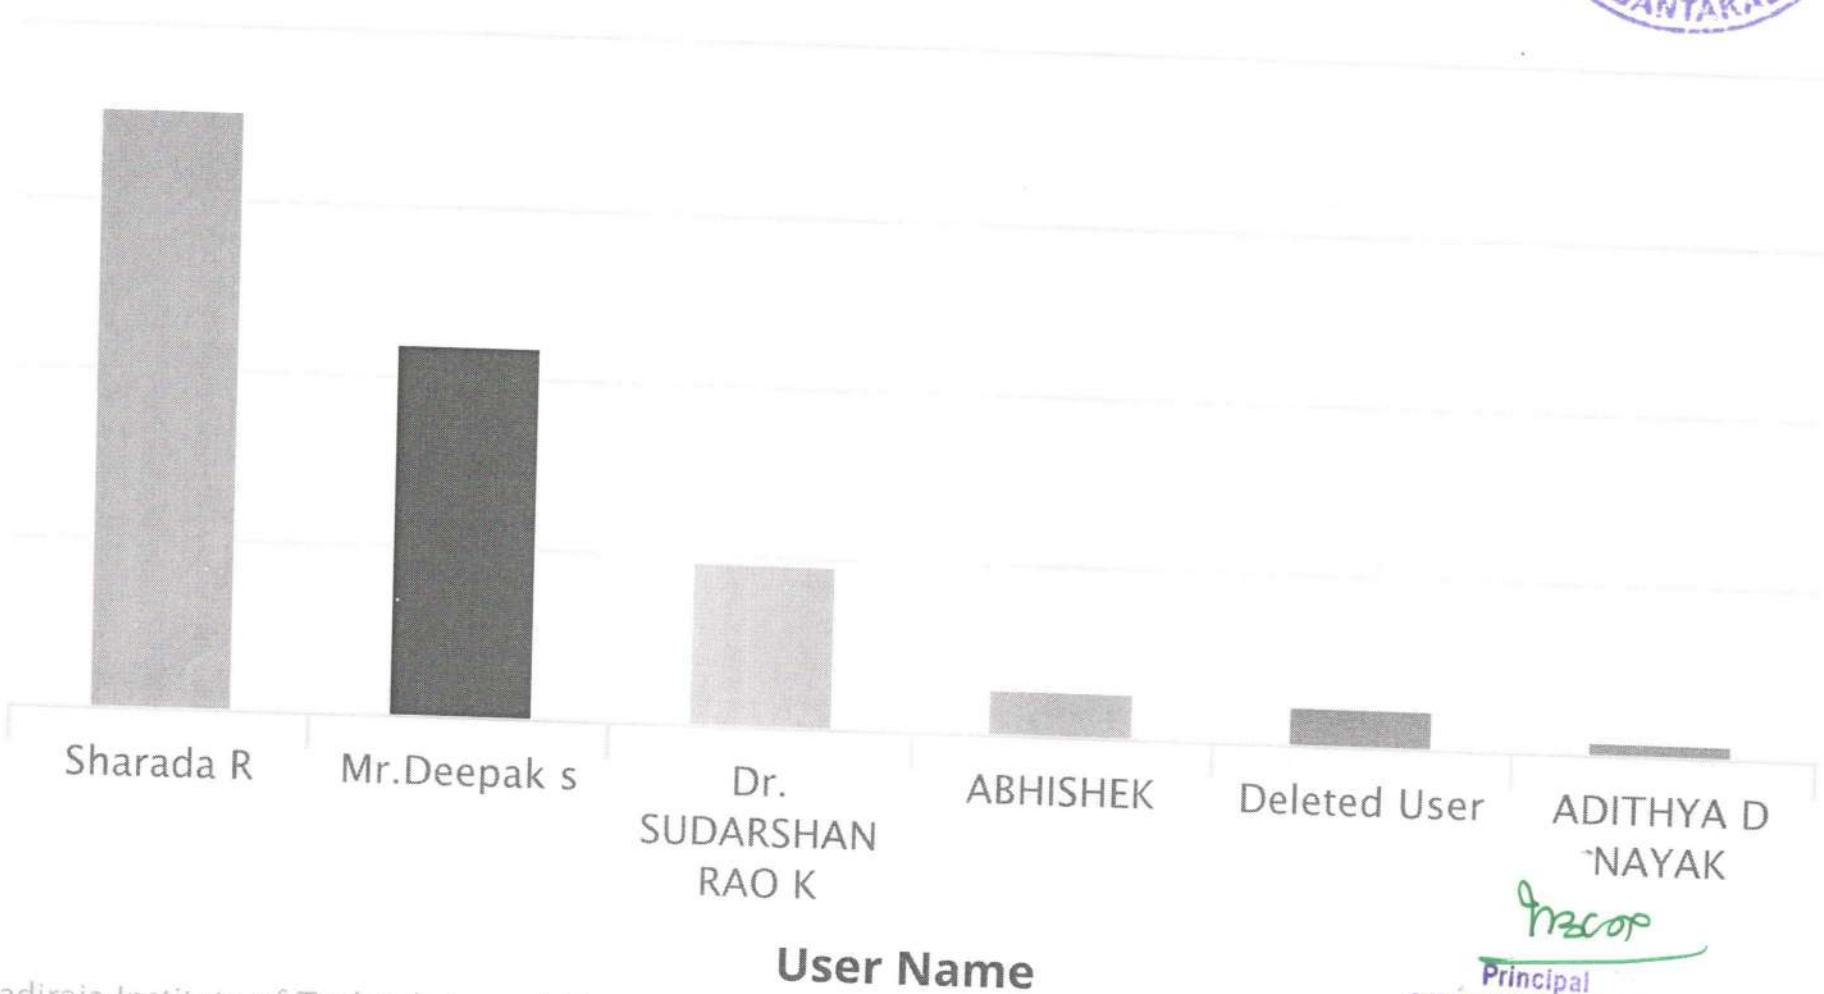 Sharada R
Mr.Deepak s
Dr.
SUDARSHAN
RAO K
ABHISHEK
Deleted User
ADITHYA D
NAYAK
User Name
Principal